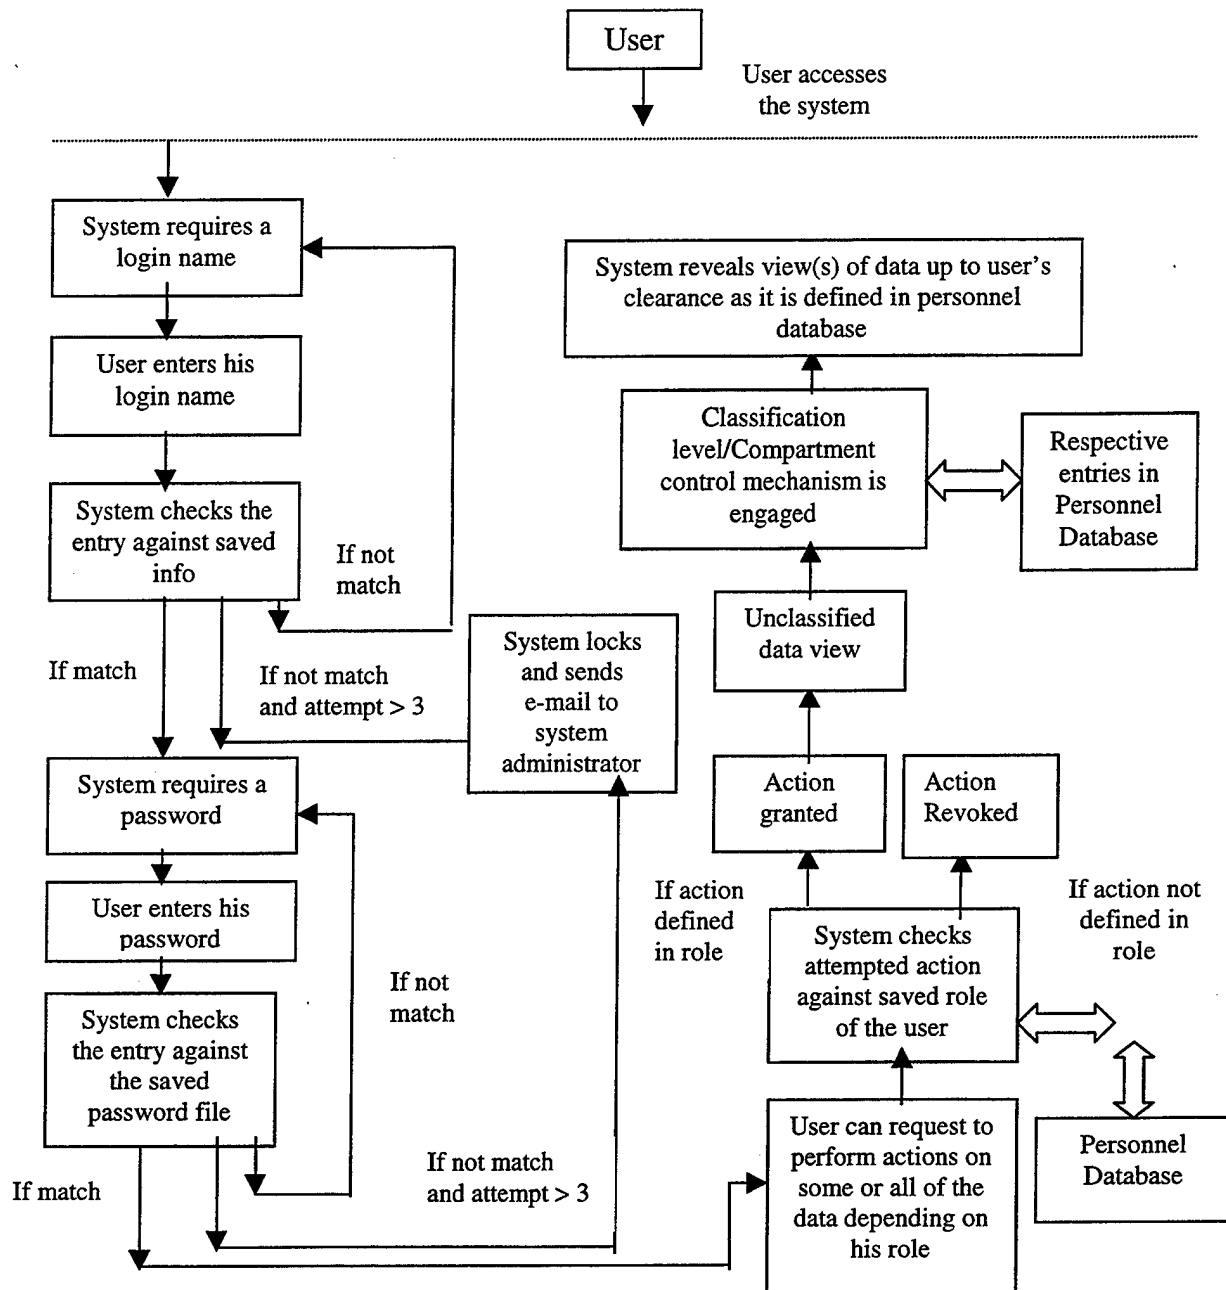 User
User accesses
the system
System requires a
login name
User enters his
login name
System checks the
entry against saved
info
If not
match
If match
If not match
and attempt > 3
System locks
and sends
e-mail to
system
administrator
System requires a
password
User enters his
password
System checks
the entry against
the saved
password file
If not
match
If match
If not match
and attempt > 3
System reveals view(s) of data up to user's
clearance as it is defined in personnel
database
Classification
level/Compartment
control mechanism is
engaged
Respective
entries in
Personnel
Database
Unclassified
data view
Action
granted
Action
Revoked
If action
defined
in role
If action not
defined in
role
System checks
attempted action
against saved role
of the user
User can request to
perform actions on
some or all of the
data depending on
his role
Personnel
Database